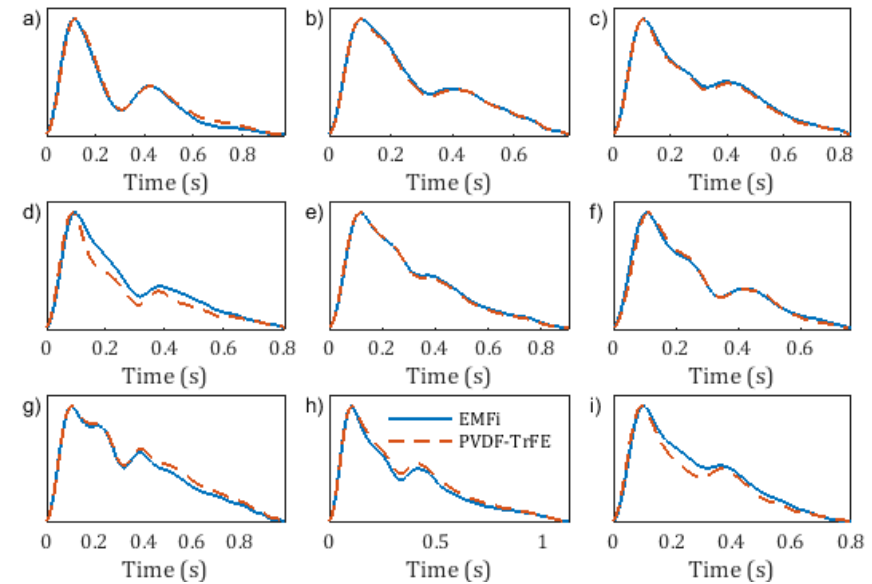 a) b) c)
0 0.2 0.4 0.6 0.8 0 0.2 0.4 0.6 0 0.2 0.4 0.6 0.8
Time (s) Time (s) Time (s)
d) e) f)
0 0.2 0.4 0.6 0.8 0 0.2 0.4 0.6 0.8 0 0.2 0.4 0.6
Time (s) Time (s) Time (s)
g) h) i)
EMFi
PVDF-TrFE
0 0.2 0.4 0.6 0.8 0 0.5 1 0 0.2 0.4 0.6 0.8
Time (s) Time (s) Time (s)